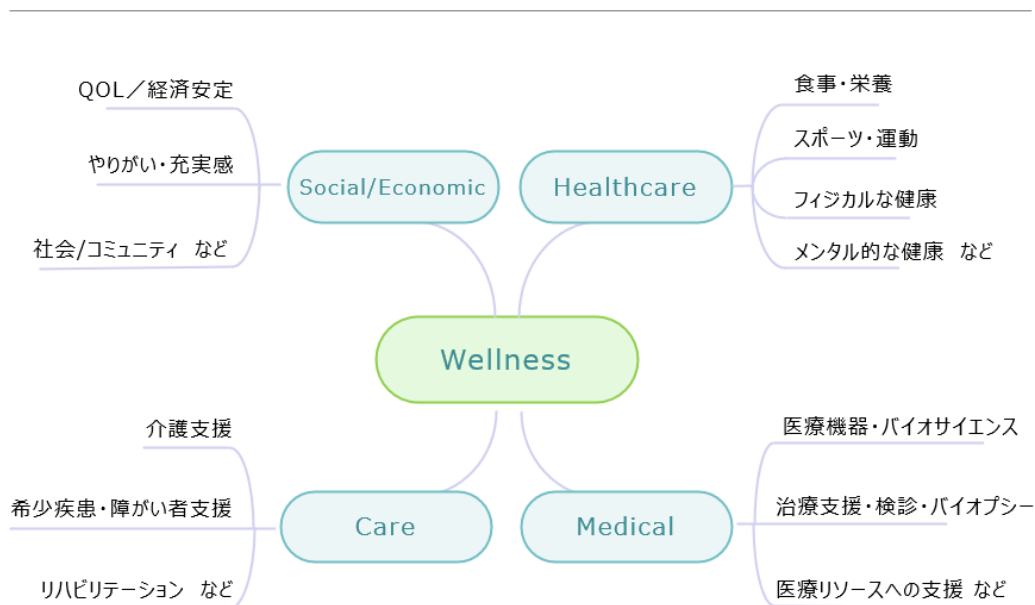 QOL／経済安定
やりがい・充実感
社会/コミュニティ など
Social/Economic
Healthcare
食事・栄養
スポーツ・運動
フィジカルな健康
メンタル的な健康 など
Wellness
介護支援
希少疾患・障がい者支援
リハビリテーション など
Care
Medical
医療機器・バイオサイエンス
治療支援・検診・バイオプシー
医療リソースへの支援 など